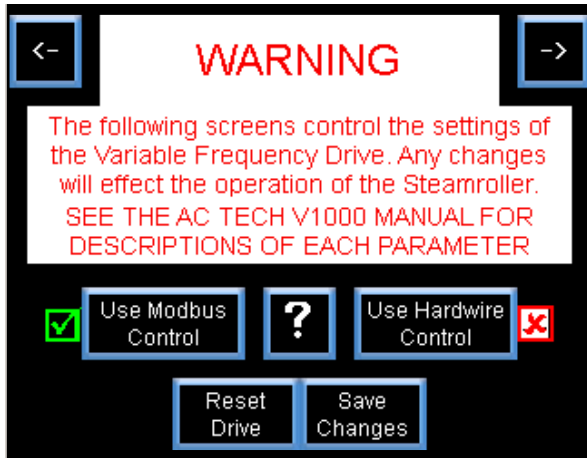 <-
WARNING
->
The following screens control the settings of
the Variable Frequency Drive. Any changes
will effect the operation of the Steamroller.
SEE THE AC TECH V1000 MANUAL FOR
DESCRIPTIONS OF EACH PARAMETER
Use Modbus
Control
?
Use Hardwire
Control
Reset
Drive
Save
Changes